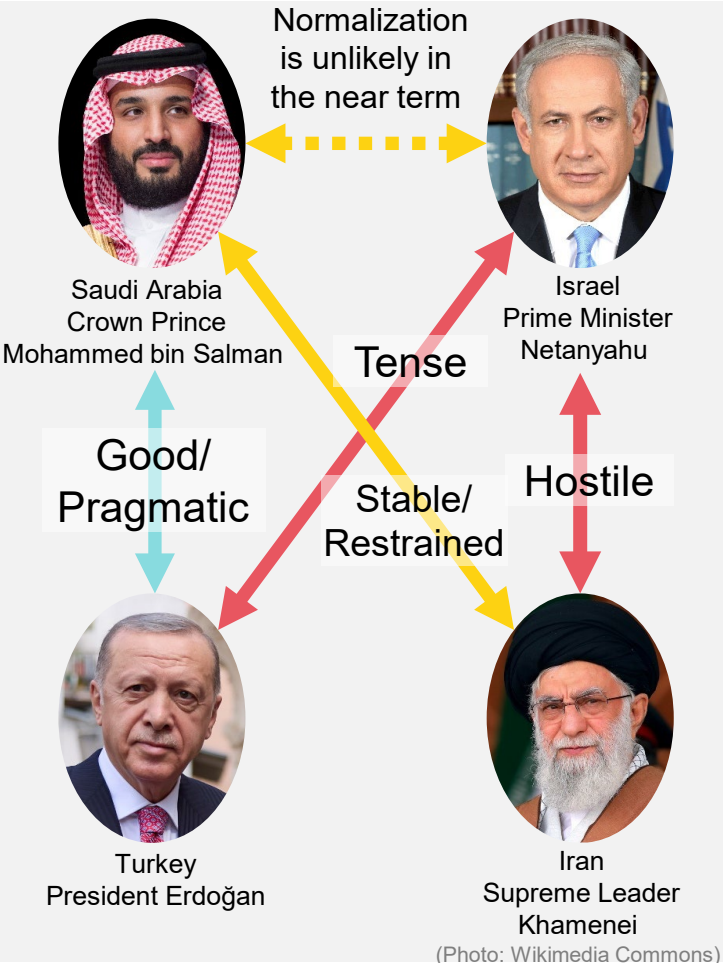 Normalization
is unlikely in
the near term
Saudi Arabia
Crown Prince
Mohammed bin Salman
Israel
Prime Minister
Netanyahu
Tense
Good/
Pragmatic
Stable/
Restrained
Hostile
Turkey
President Erdoğan
Iran
Supreme Leader
Khamenei
(Photo: Wikimedia Commons)